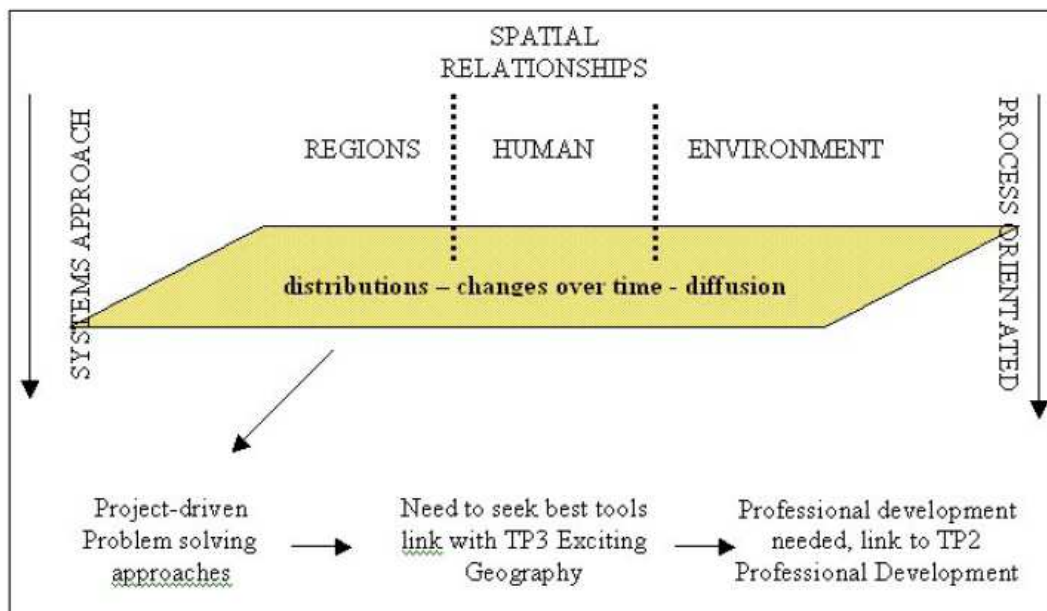 SPATIAL
RELATIONSHIPS
SYSTEMS APPROACH
REGIONS
HUMAN
ENVIRONMENT
PROCESS ORIENTATED
distributions – changes over time - diffusion
Project-driven
Problem solving
approaches
Need to seek best tools
link with TP3 Exciting
Geography
Professional development
needed, link to TP2
Professional Development